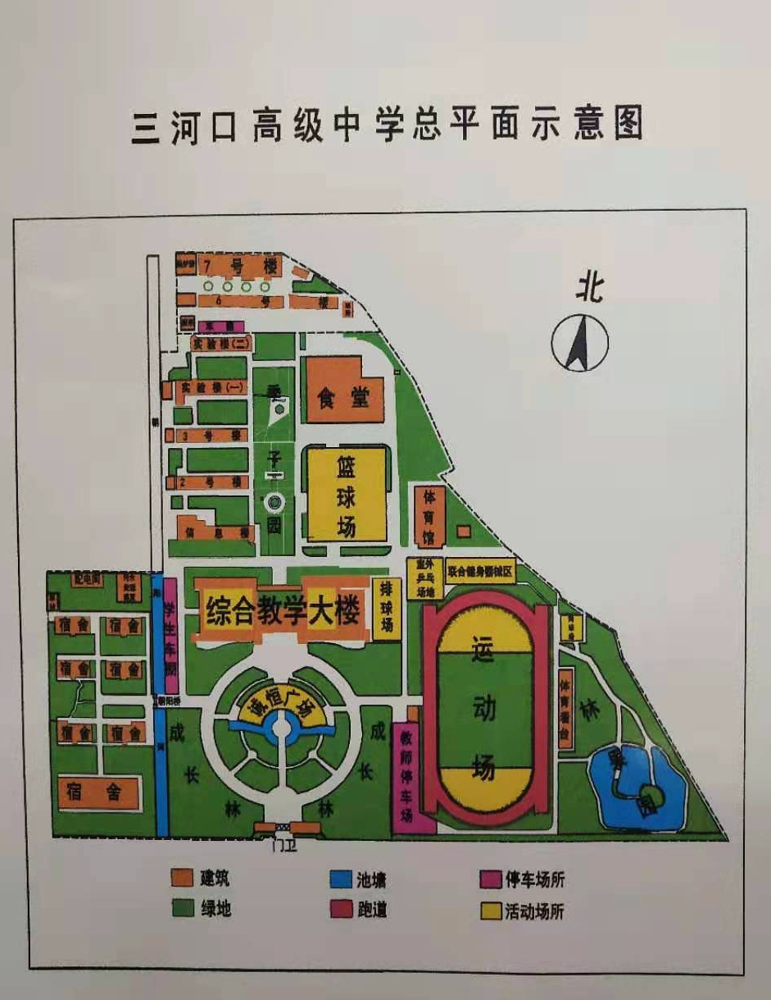 三河口高级中学总平面示意图
北
7号楼
6号楼
车棚
实验楼(二)
实验楼(一)
季子园
食堂
3号楼
2号楼
信息楼
篮球场
体育馆
室外乒乓场地
联合健身器械区
配电间
宿舍
宿舍
宿舍
宿舍
宿舍
宿舍
宿舍
学生车棚
综合教学大楼
排球场
朝阳桥
朝阳河
诚恒广场
成长林
成长林
教师停车场
运动场
体育看台
门卫
建筑
池塘
停车场所
绿地
跑道
活动场所